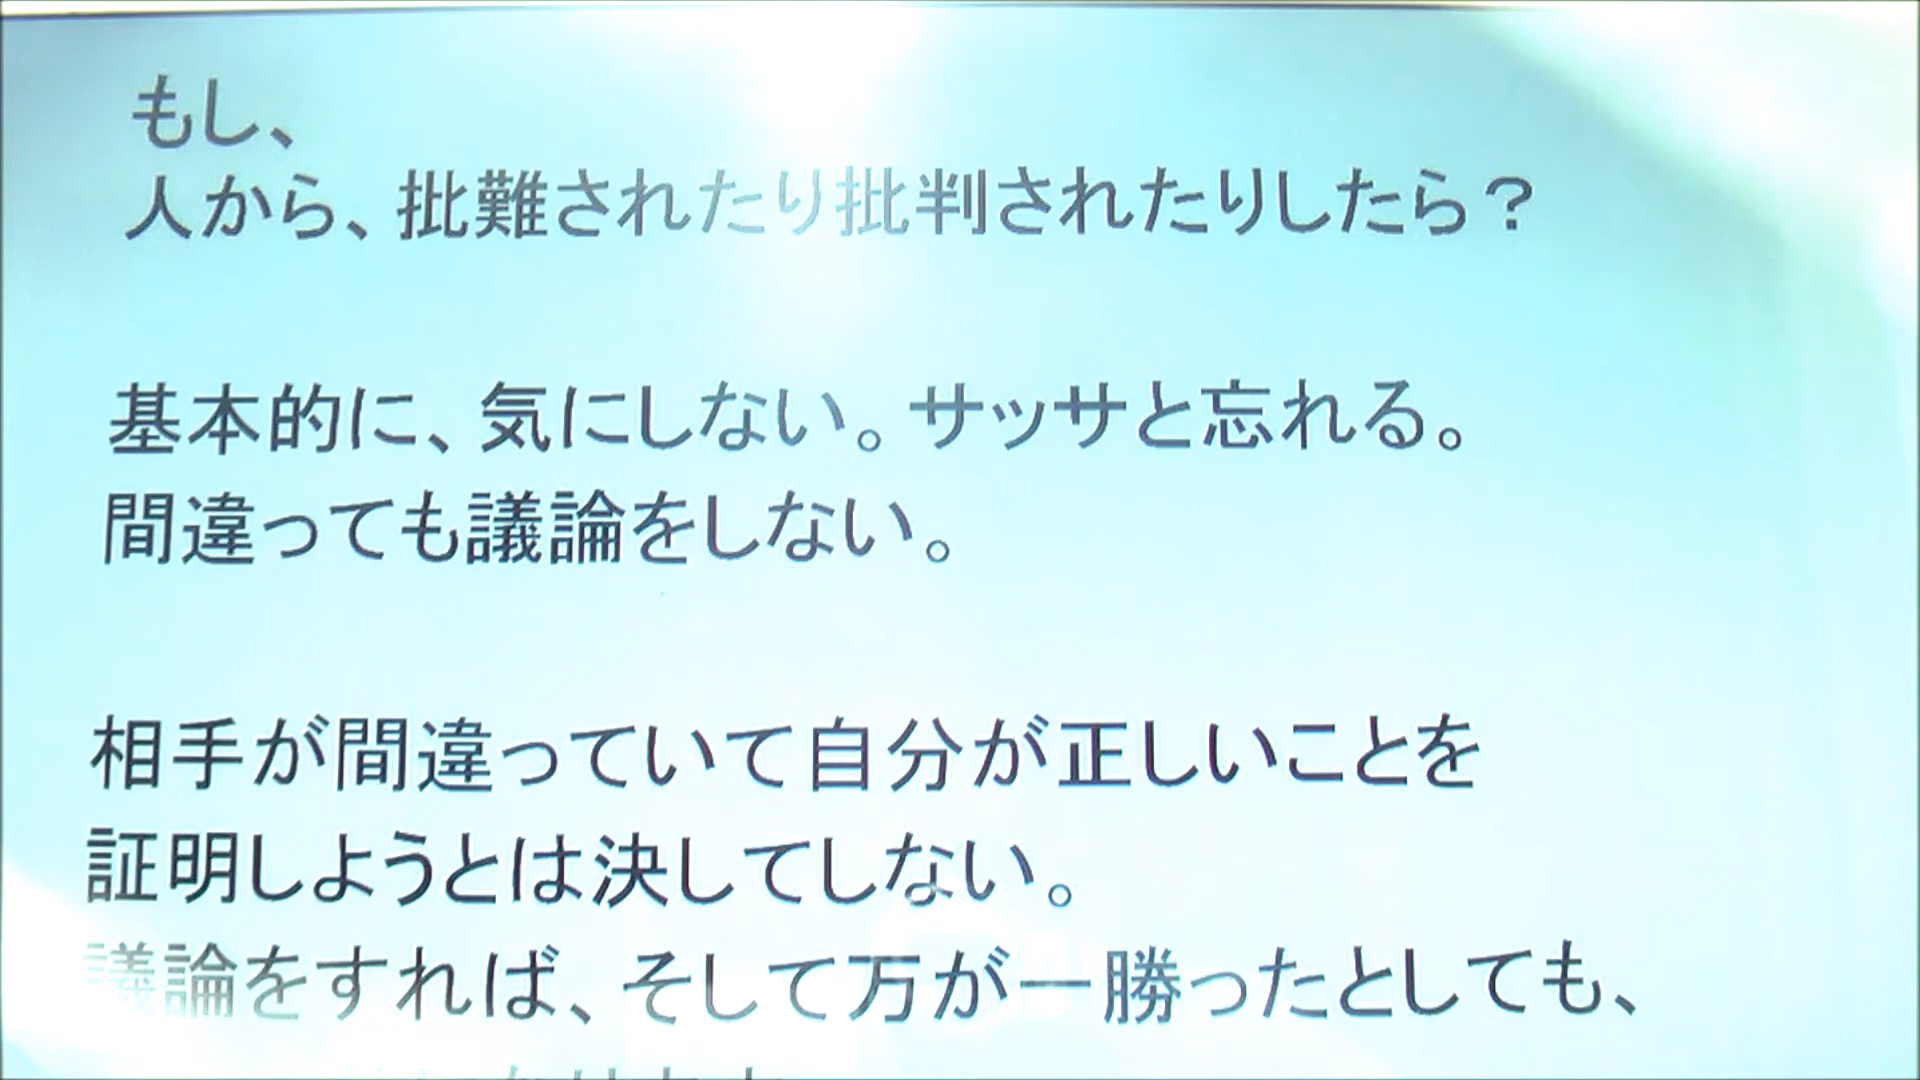 もし、
人から、批難されたり批判されたりしたら？
基本的に、気にしない。サッサと忘れる。
間違っても議論をしない。
相手が間違っていて自分が正しいことを
証明しようとは決してしない。
議論をすれば、そして万が一勝ったとしても、